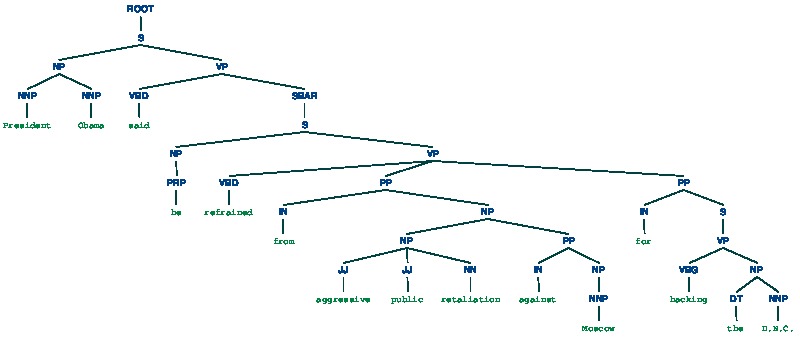 ROOT
S
NP VP
NNP NNP VBD SBAR
President Obama said S
NP VP
PRP VBD PP PP
he refrained IN NP IN S
from NP PP for VP
JJ JJ NN IN NP VBG NP
aggressive public retaliation against NNP hacking DT NNP
Moscow the D.N.C.